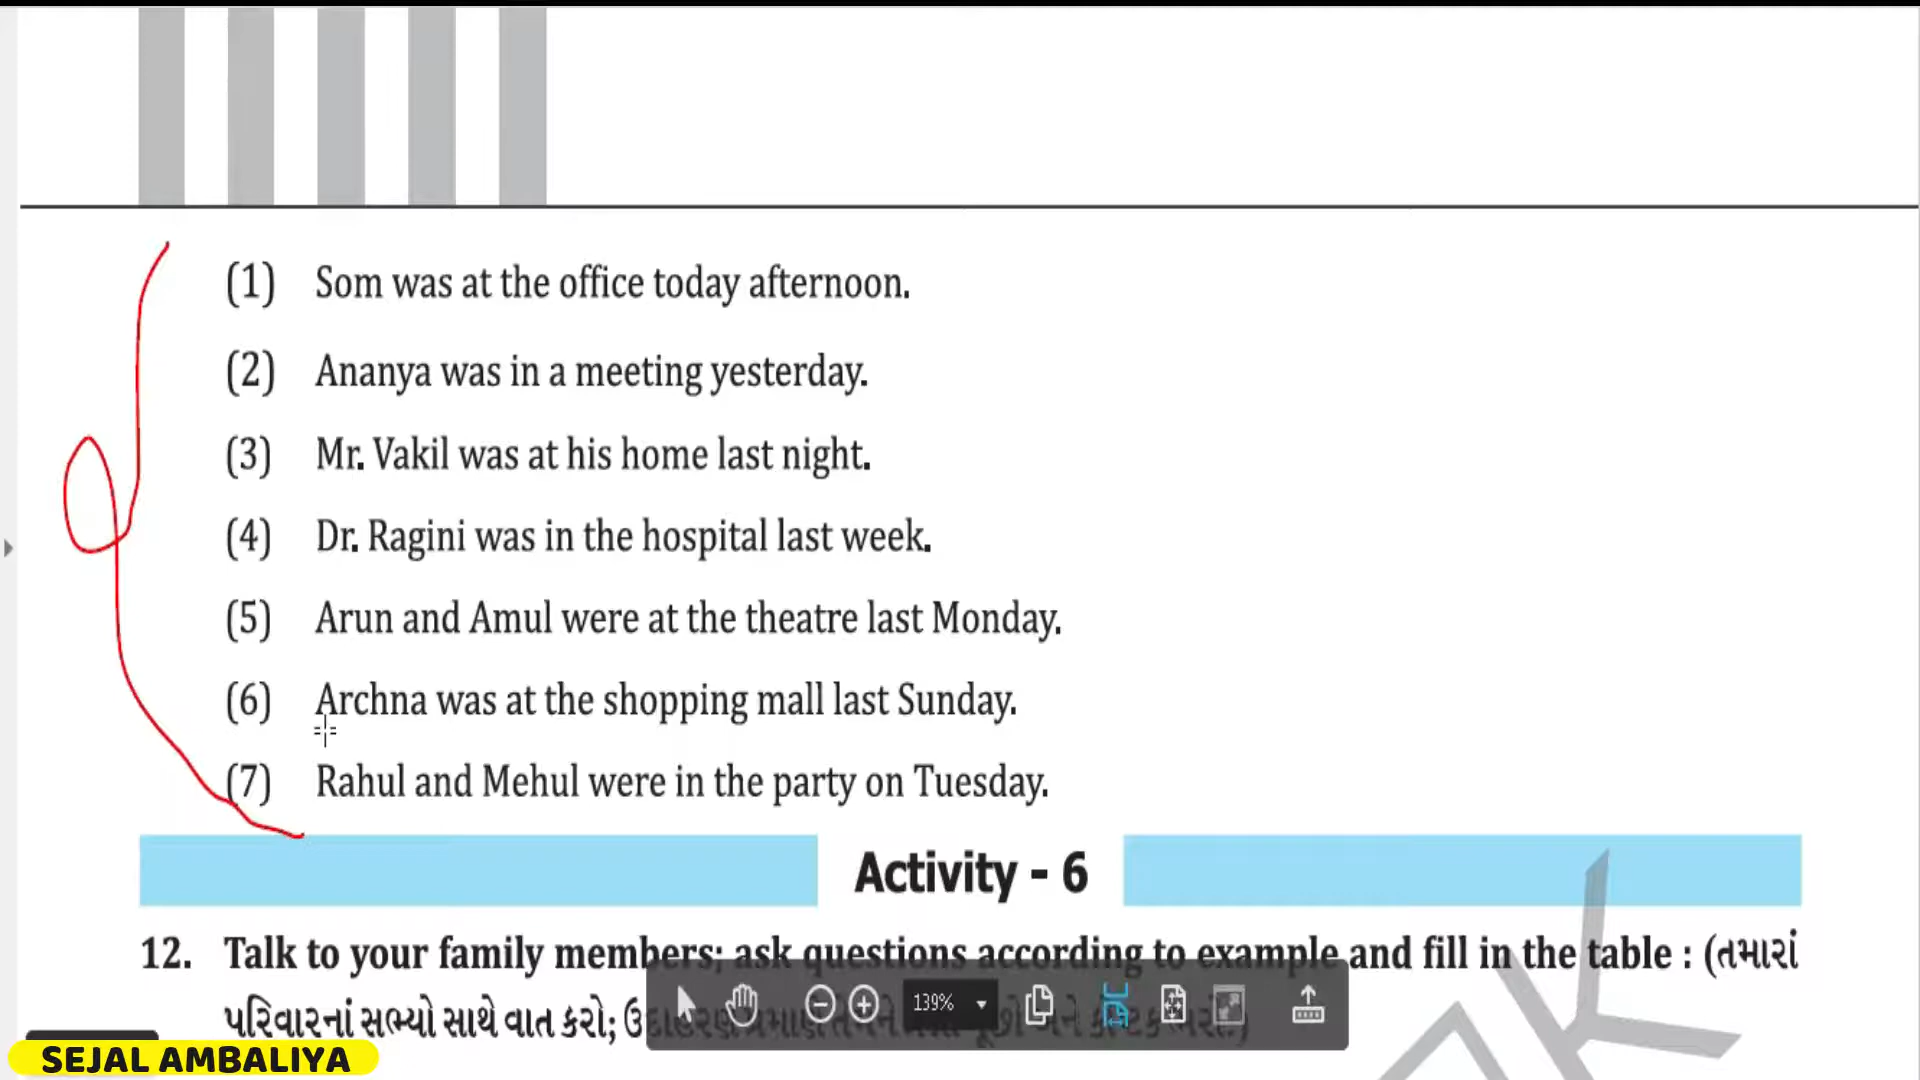 (1) Som was at the office today afternoon.
(2) Ananya was in a meeting yesterday.
(3) Mr. Vakil was at his home last night.
(4) Dr. Ragini was in the hospital last week.
(5) Arun and Amul were at the theatre last Monday.
(6) Archna was at the shopping mall last Sunday.
(7) Rahul and Mehul were in the party on Tuesday.
Activity - 6
12. Talk to your family members; ask questions according to example and fill in the table : (તમારાં
પરિવારનાં સભ્યો સાથે વાત કરો;
139%
SEJAL AMBALIYA